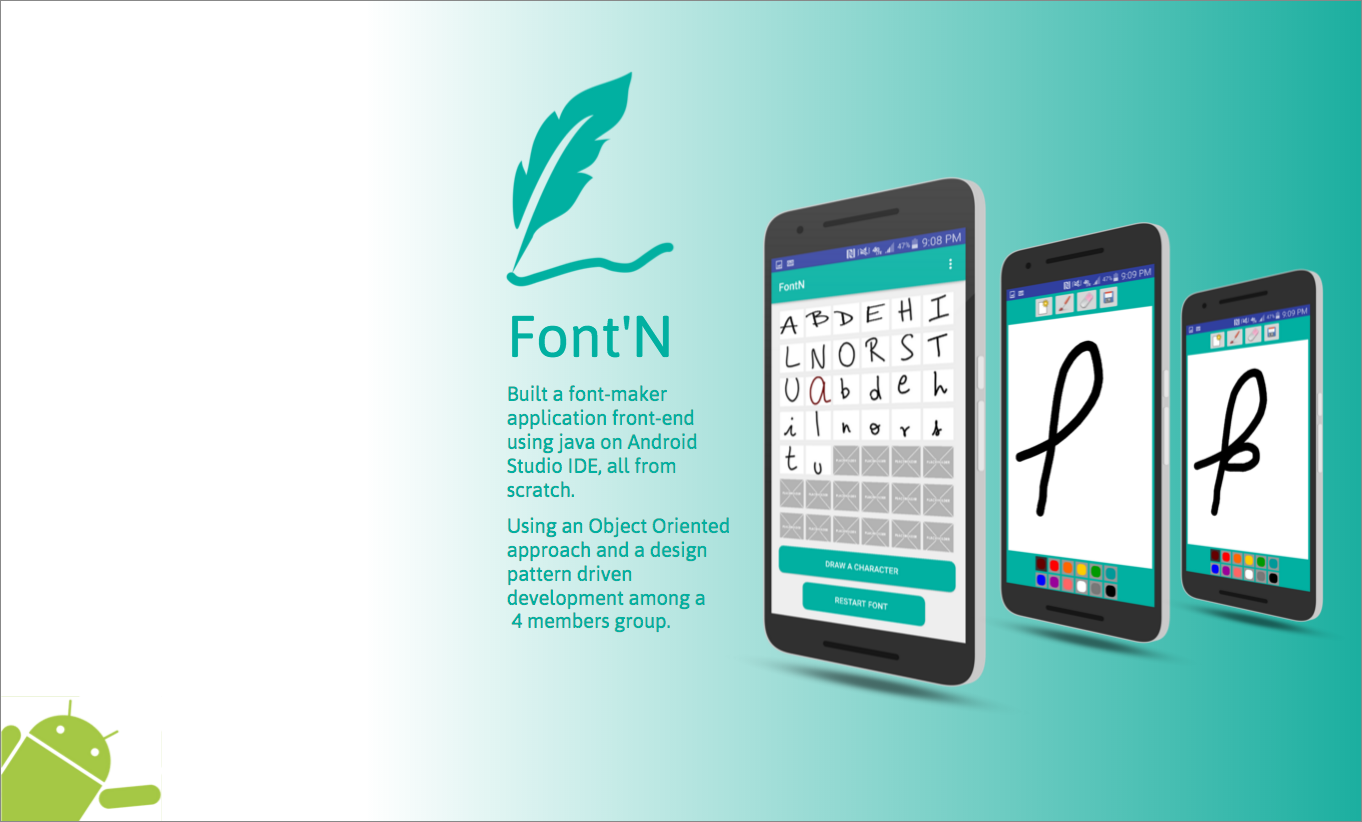 Font'N
Built a font-maker
application front-end
using java on Android
Studio IDE, all from
scratch.
Using an Object Oriented
approach and a design
pattern driven
development among a
4 members group.
47% 9:08 PM
FontN
A B D E H I
L N O R S T
U a b d e h
i l n o r s
t u
DRAW A CHARACTER
RESTART FONT
47% 9:09 PM
47% 9:09 PM